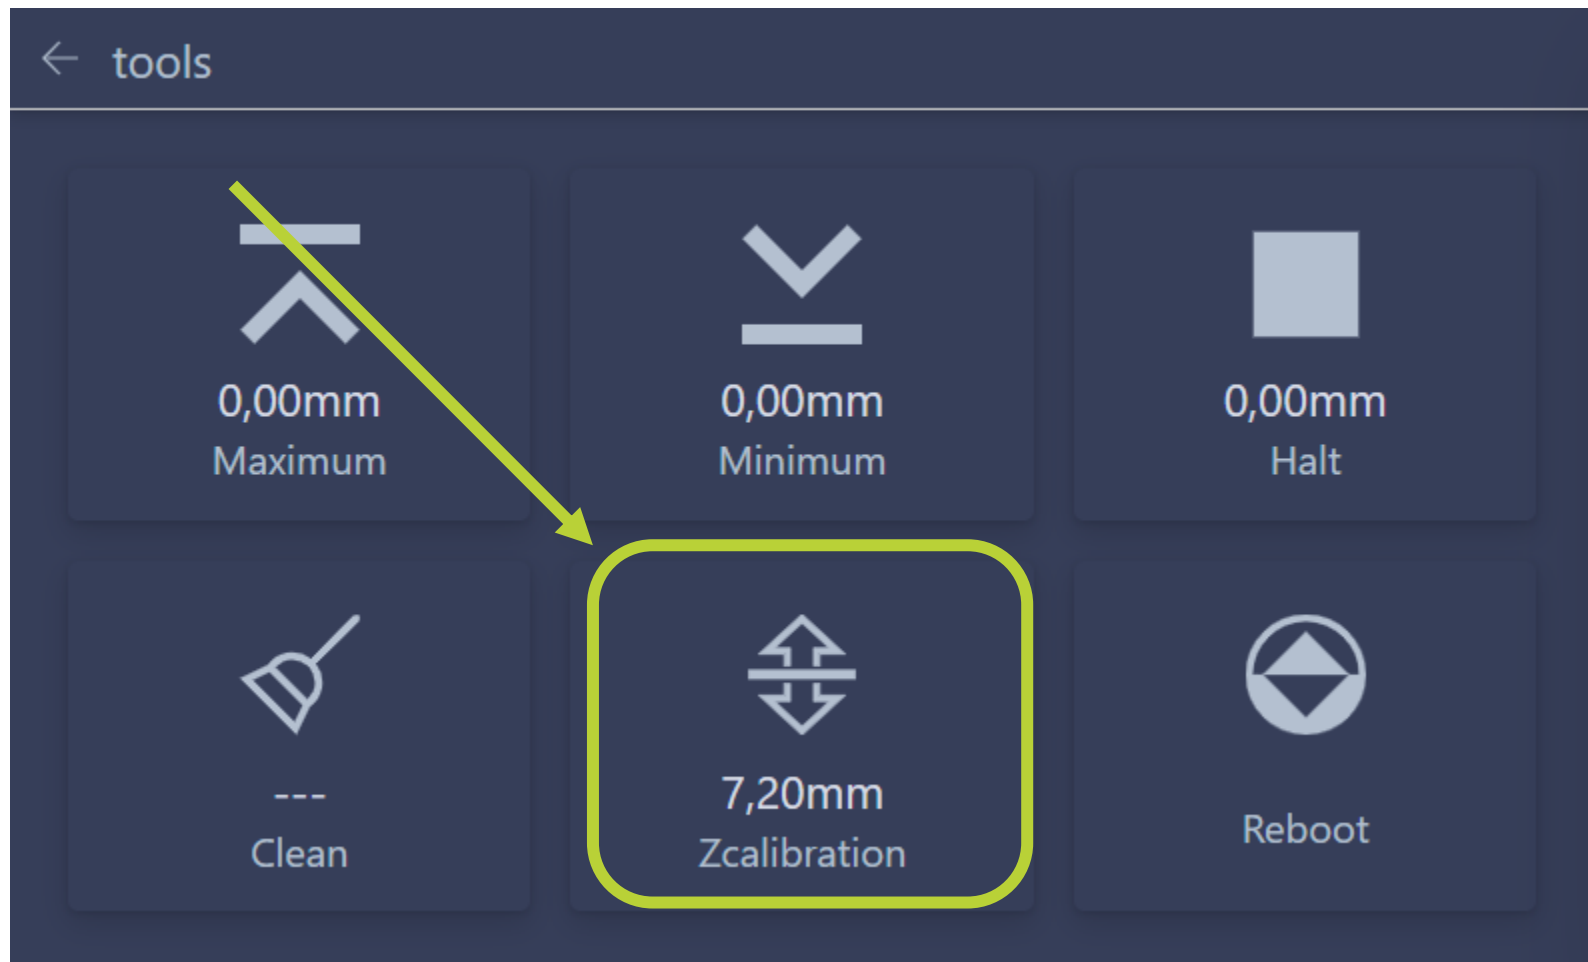 tools
0,00mm
Maximum
0,00mm
Minimum
0,00mm
Halt
---
Clean
7,20mm
Zcalibration
Reboot